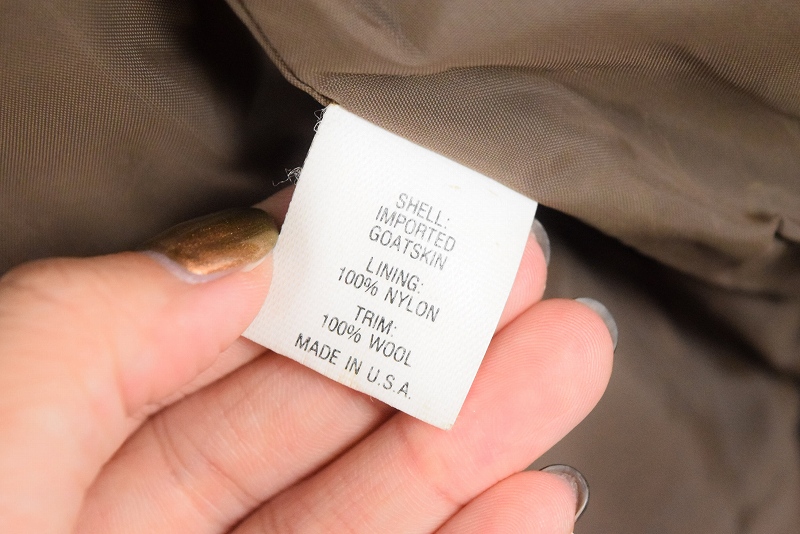 SHELL:
IMPORTED
GOATSKIN
LINING:
100% NYLON
TRIM:
100% WOOL
MADE IN U.S.A.